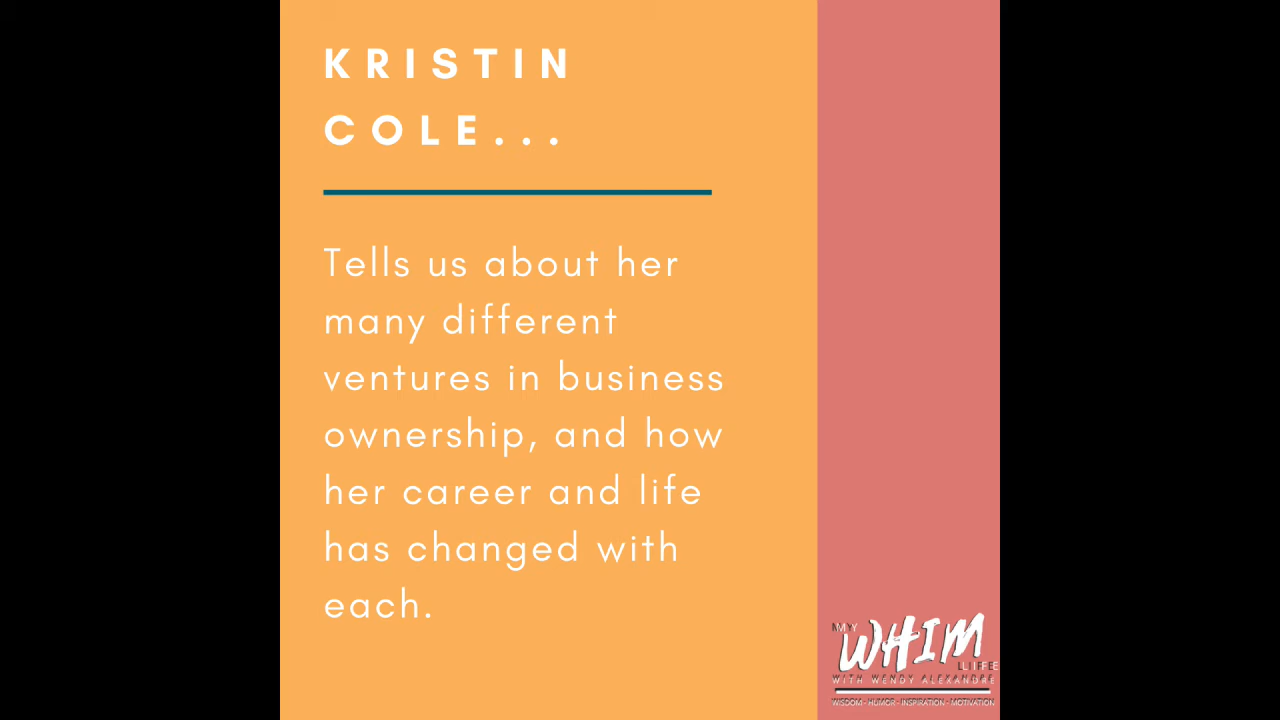 KRISTIN
COLE...
Tells us about her
many different
ventures in business
ownership, and how
her career and life
has changed with
each.
MY
WHIM
LIFE
WITH WENDY ALEXANDRE
WISDOM - HUMOR - INSPIRATION - MOTIVATION